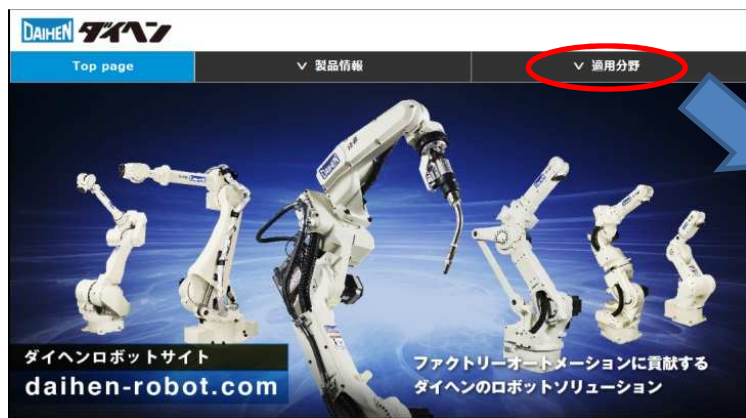 DAIHEN ダイヘン
Top page
∨ 製品情報
∨ 適用分野
DAIHEN
ダイヘンロボットサイト
daihen-robot.com
ファクトリーオートメーションに貢献する
ダイヘンのロボットソリューション